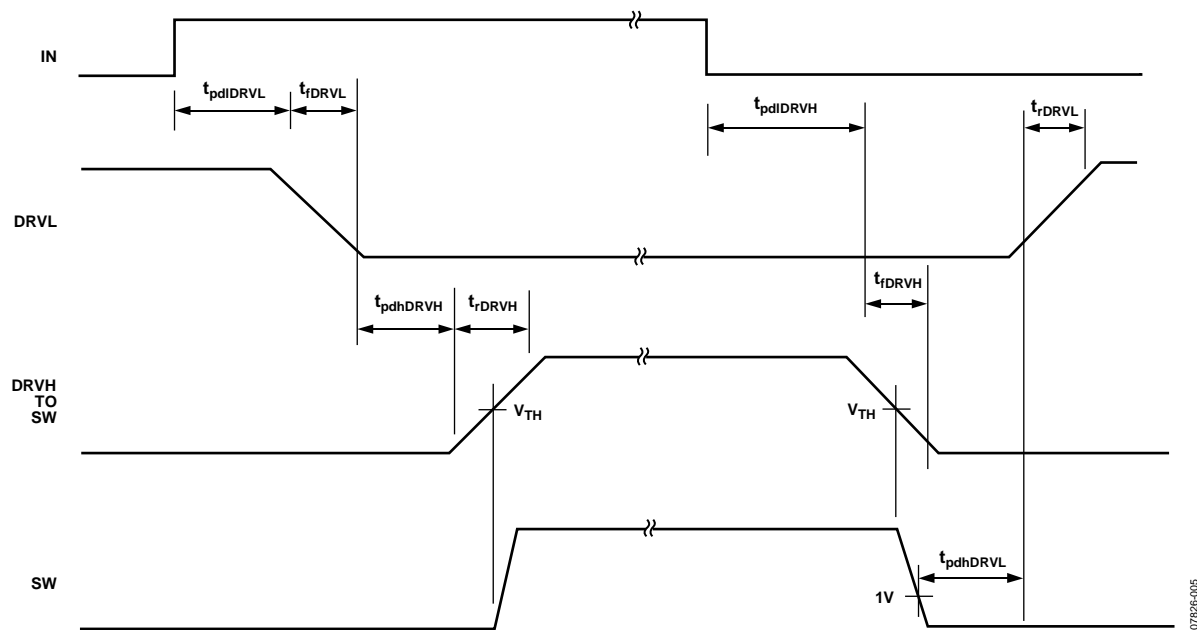 IN
tpdlDRVL
tfDRVL
tpdlDRVH
trDRVL
DRVL
tfDRVH
tpdhDRVH
trDRVH
DRVH
TO
SW
VTH
VTH
SW
1V
tpdhDRVL
07826-005